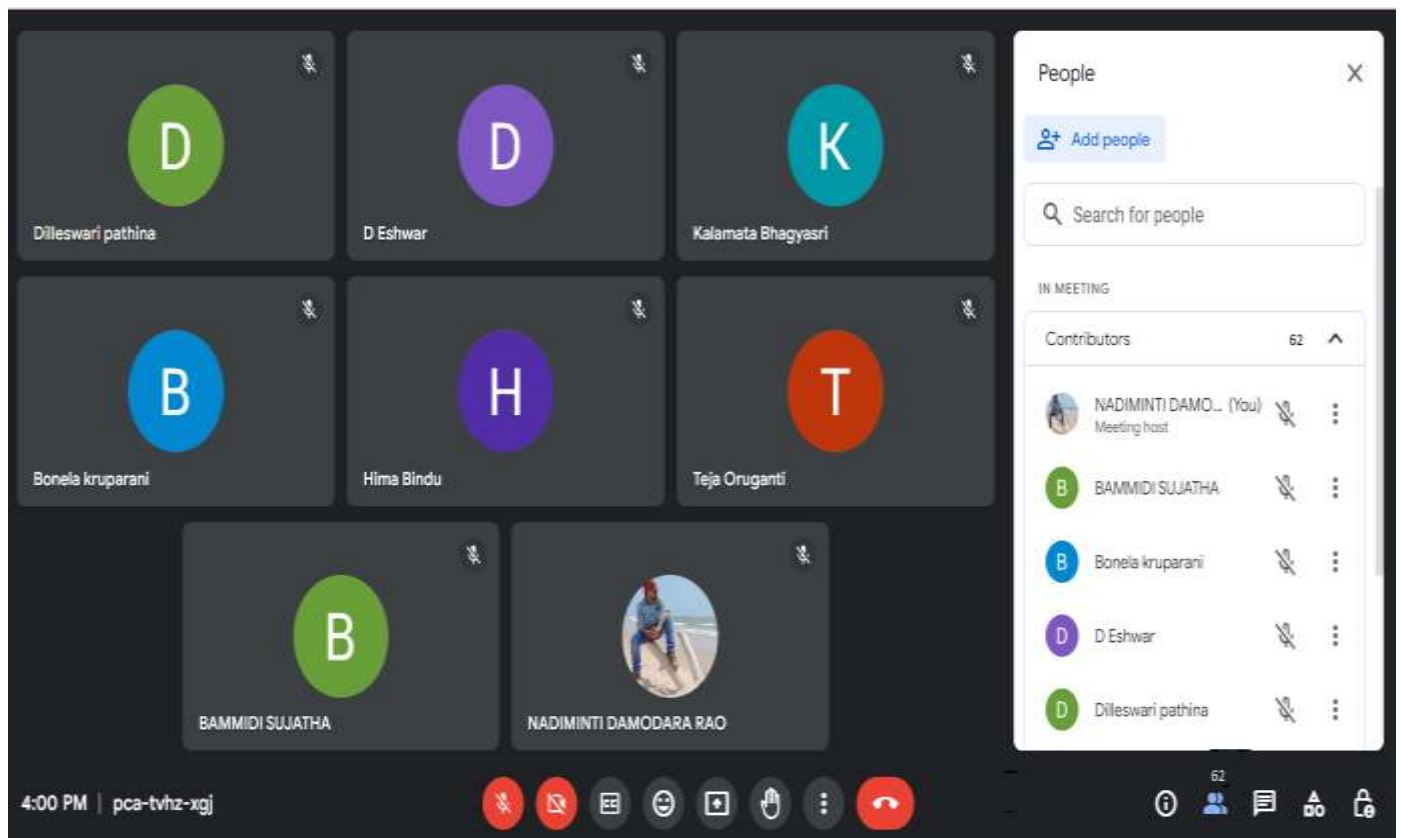 D
Dilleswari pathina
D
D Eshwar
K
Kalamata Bhagyasri
B
Bonela kruparani
H
Hima Bindu
T
Teja Oruganti
B
BAMMIDI SUJATHA
NADIMINTI DAMODARA RAO
People
Add people
Search for people
IN MEETING
Contributors 62
NADIMINTI DAMO... (You)
Meeting host
B BAMMIDI SUJATHA
B Bonela kruparani
D D Eshwar
D Dilleswari pathina
4:00 PM | pca-tvhz-xgj
62